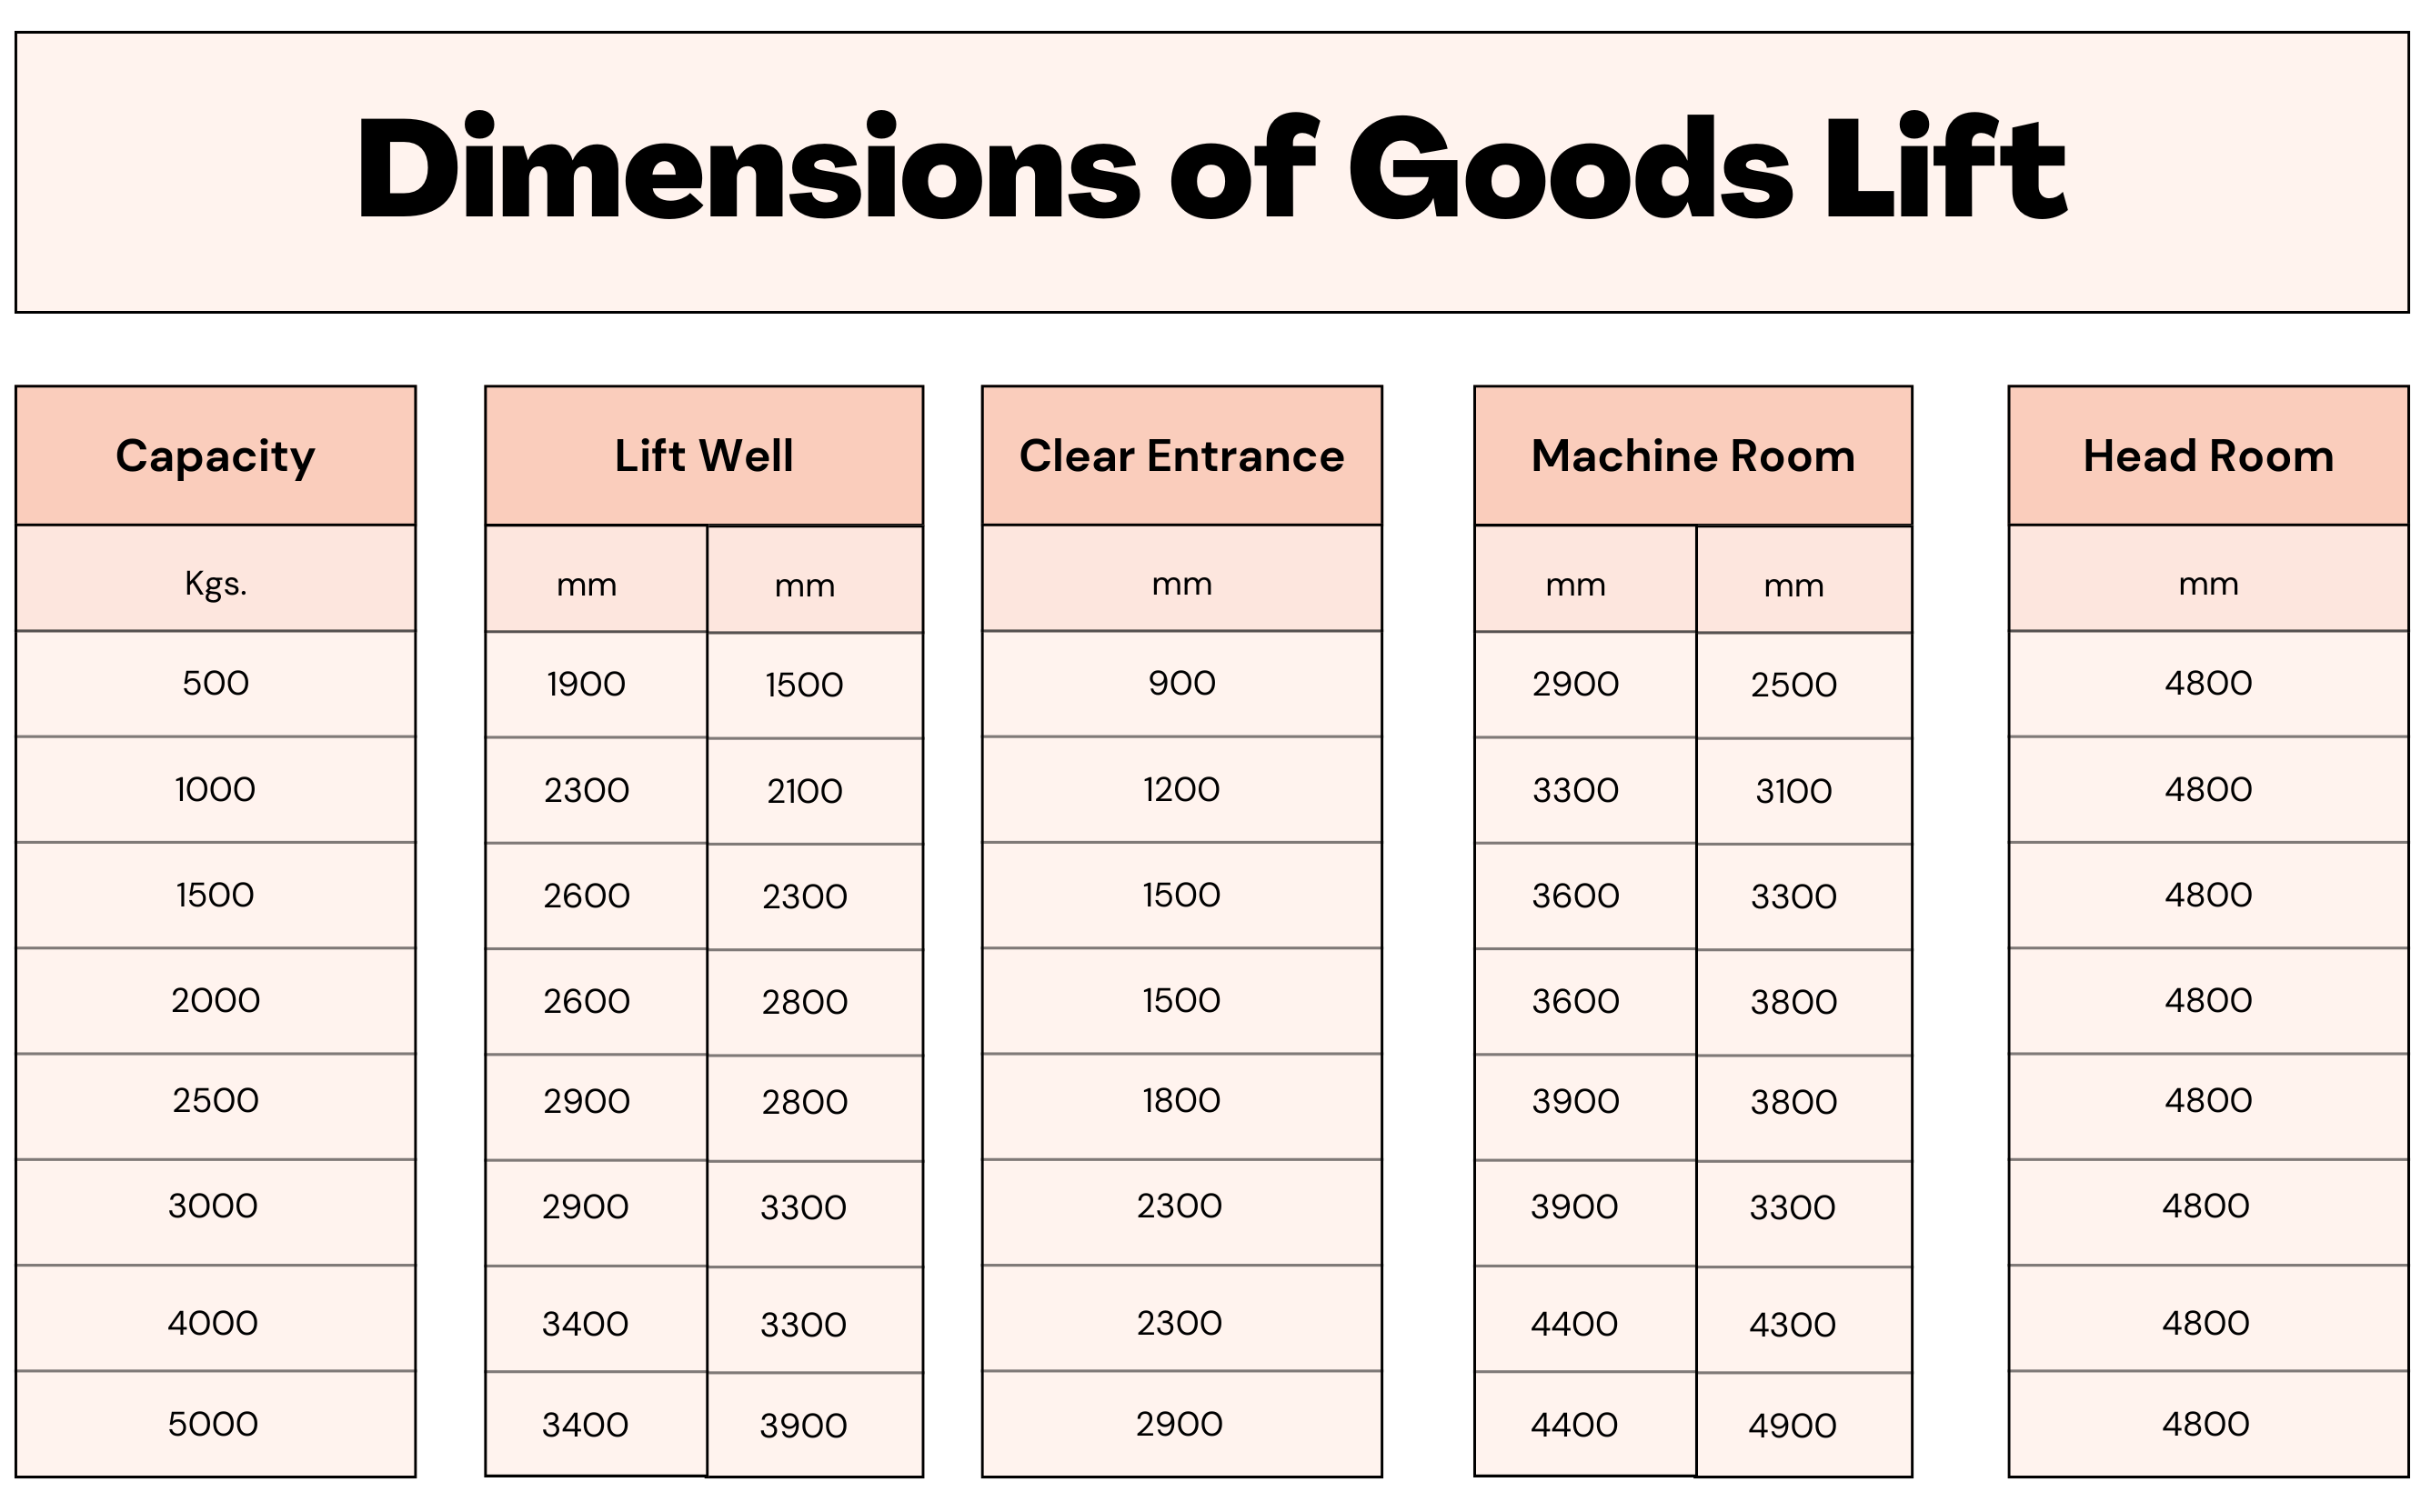 Dimensions of Goods Lift
Capacity Lift Well Clear Entrance Machine Room Head Room
Kgs. mm mm mm mm mm mm
500 1900 1500 900 2900 2500 4800
1000 2300 2100 1200 3300 3100 4800
1500 2600 2300 1500 3600 3300 4800
2000 2600 2800 1500 3600 3800 4800
2500 2900 2800 1800 3900 3800 4800
3000 2900 3300 2300 3900 3300 4800
4000 3400 3300 2300 4400 4300 4800
5000 3400 3900 2900 4400 4900 4800